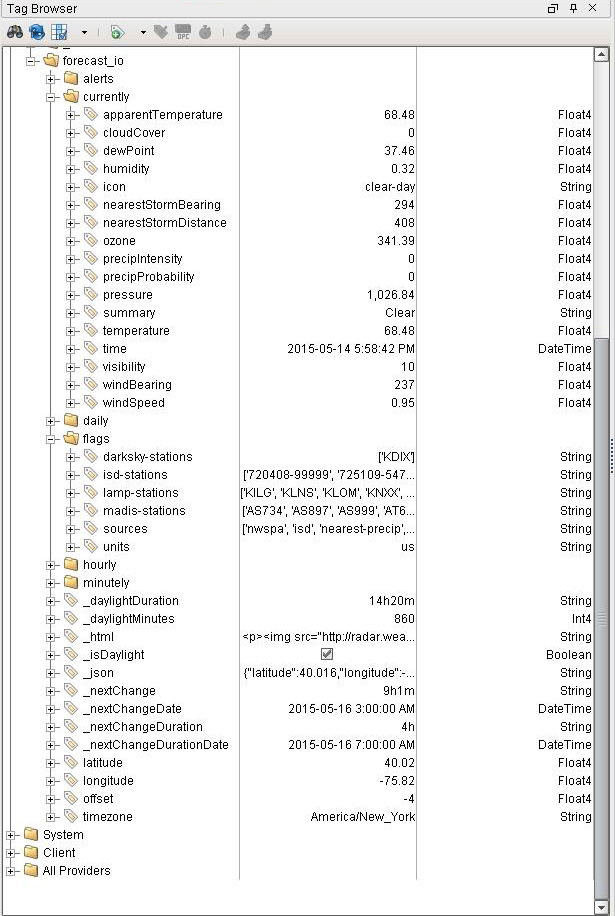 Tag Browser
OPC
forecast_io
alerts
currently
apparentTemperature 68.48 Float4
cloudCover 0 Float4
dewPoint 37.46 Float4
humidity 0.32 Float4
icon clear-day String
nearestStormBearing 294 Float4
nearestStormDistance 408 Float4
ozone 341.39 Float4
precipIntensity 0 Float4
precipProbability 0 Float4
pressure 1,026.84 Float4
summary Clear String
temperature 68.48 Float4
time 2015-05-14 5:58:42 PM DateTime
visibility 10 Float4
windBearing 237 Float4
windSpeed 0.95 Float4
daily
flags
darksky-stations ['KDIX'] String
isd-stations ['720408-99999', '725109-547... String
lamp-stations ['KILG', 'KLNS', 'KLOM', 'KNXX', ... String
madis-stations ['AS734', 'AS897', 'AS999', 'AT6... String
sources ['nwspa', 'isd', 'nearest-precip',... String
units us String
hourly
minutely
_daylightDuration 14h20m String
_daylightMinutes 860 Int4
_html <p><img src="http://radar.wea... String
_isDaylight Boolean
_json {"latitude":40.016,"longitude":-... String
_nextChange 9h1m String
_nextChangeDate 2015-05-16 3:00:00 AM DateTime
_nextChangeDuration 4h String
_nextChangeDurationDate 2015-05-16 7:00:00 AM DateTime
latitude 40.02 Float4
longitude -75.82 Float4
offset -4 Float4
timezone America/New_York String
System
Client
All Providers